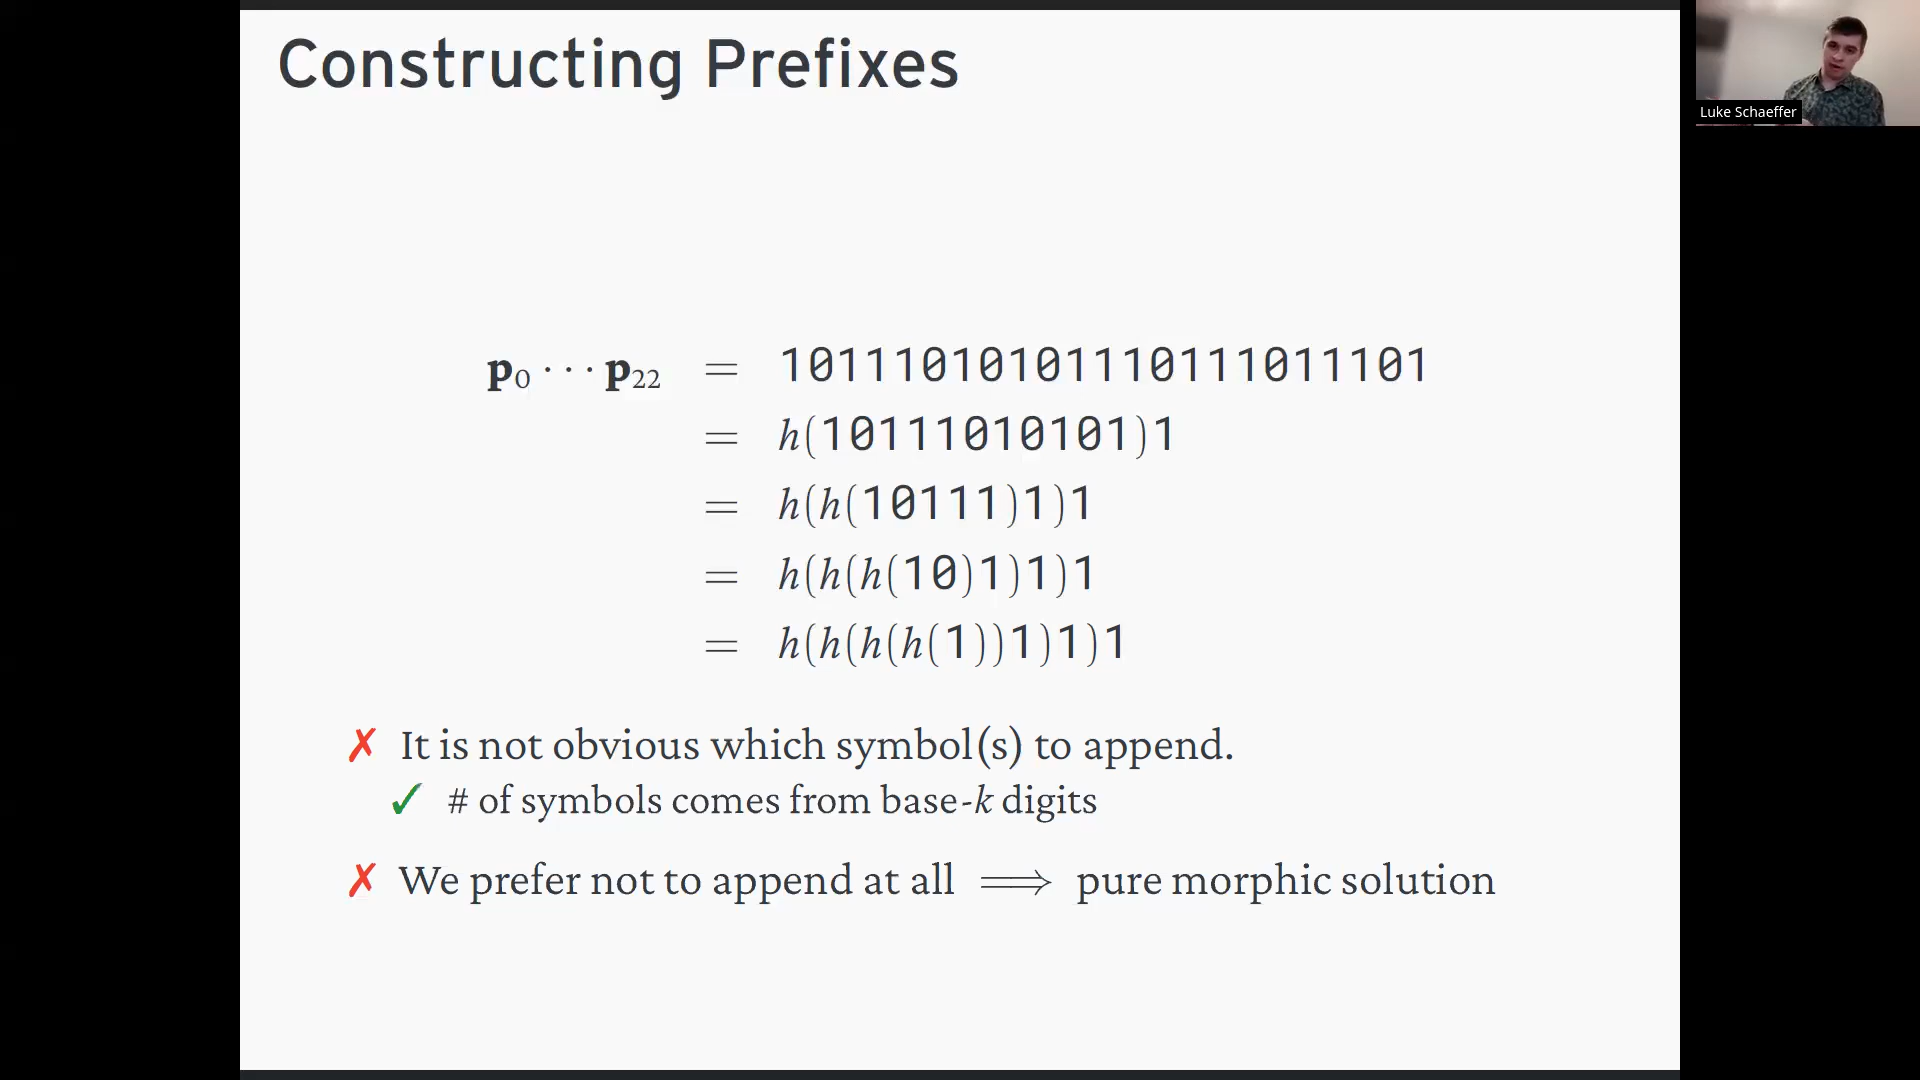 Constructing Prefixes
Luke Schaeffer
p₀ ⋯ p₂₂ = 10111010101110111011101
= h(10111010101)1
= h(h(10111)1)1
= h(h(h(10)1)1)1
= h(h(h(h(1))1)1)1
✗ It is not obvious which symbol(s) to append.
✓ # of symbols comes from base-k digits
✗ We prefer not to append at all ⟹ pure morphic solution